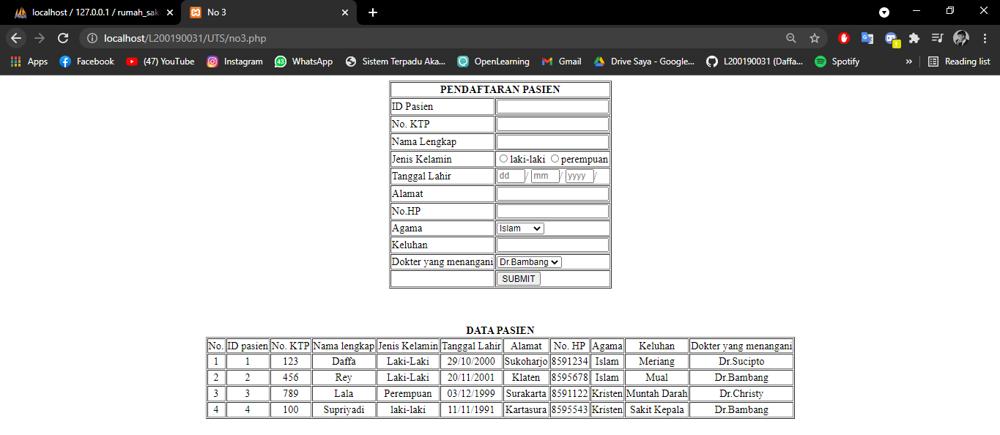 localhost / 127.0.0.1 / rumah_sak
No 3
localhost/L200190031/UTS/no3.php
Apps Facebook (47) YouTube Instagram 43 WhatsApp Sistem Terpadu Aka... OpenLearning Gmail Drive Saya - Google... L200190031 (Daffa... Spotify » Reading list
PENDAFTARAN PASIEN
ID Pasien
No. KTP
Nama Lengkap
Jenis Kelamin laki-laki perempuan
Tanggal Lahir dd / mm / yyyy /
Alamat
No.HP
Agama Islam
Keluhan
Dokter yang menangani Dr.Bambang
SUBMIT
DATA PASIEN
No. ID pasien No. KTP Nama lengkap Jenis Kelamin Tanggal Lahir Alamat No. HP Agama Keluhan Dokter yang menangani
1 1 123 Daffa Laki-Laki 29/10/2000 Sukoharjo 8591234 Islam Meriang Dr.Sucipto
2 2 456 Rey Laki-Laki 20/11/2001 Klaten 8595678 Islam Mual Dr.Bambang
3 3 789 Lala Perempuan 03/12/1999 Surakarta 8591122 Kristen Muntah Darah Dr.Christy
4 4 100 Supriyadi laki-laki 11/11/1991 Kartasura 8595543 Kristen Sakit Kepala Dr.Bambang